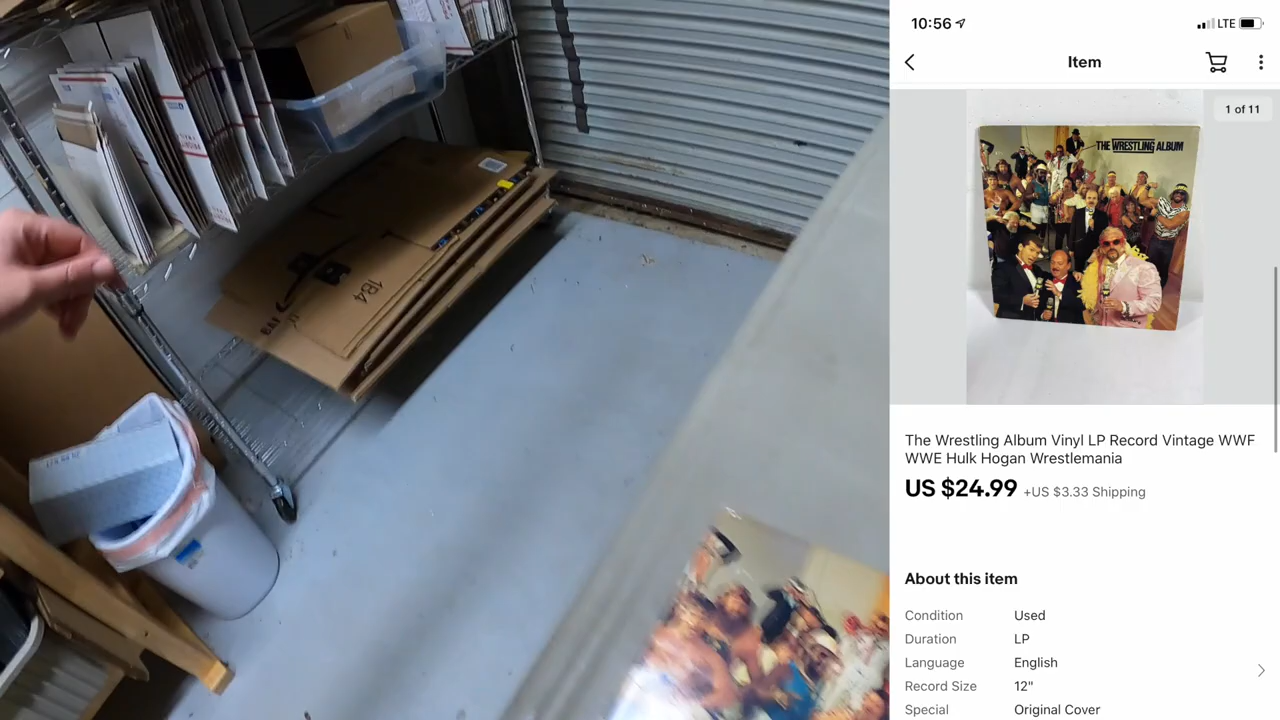 10:56
LTE
Item
1 of 11
THE WRESTLING ALBUM
The Wrestling Album Vinyl LP Record Vintage WWF
WWE Hulk Hogan Wrestlemania
US $24.99 +US $3.33 Shipping
About this item
Condition Used
Duration LP
Language English
Record Size 12"
Special Original Cover
1B4